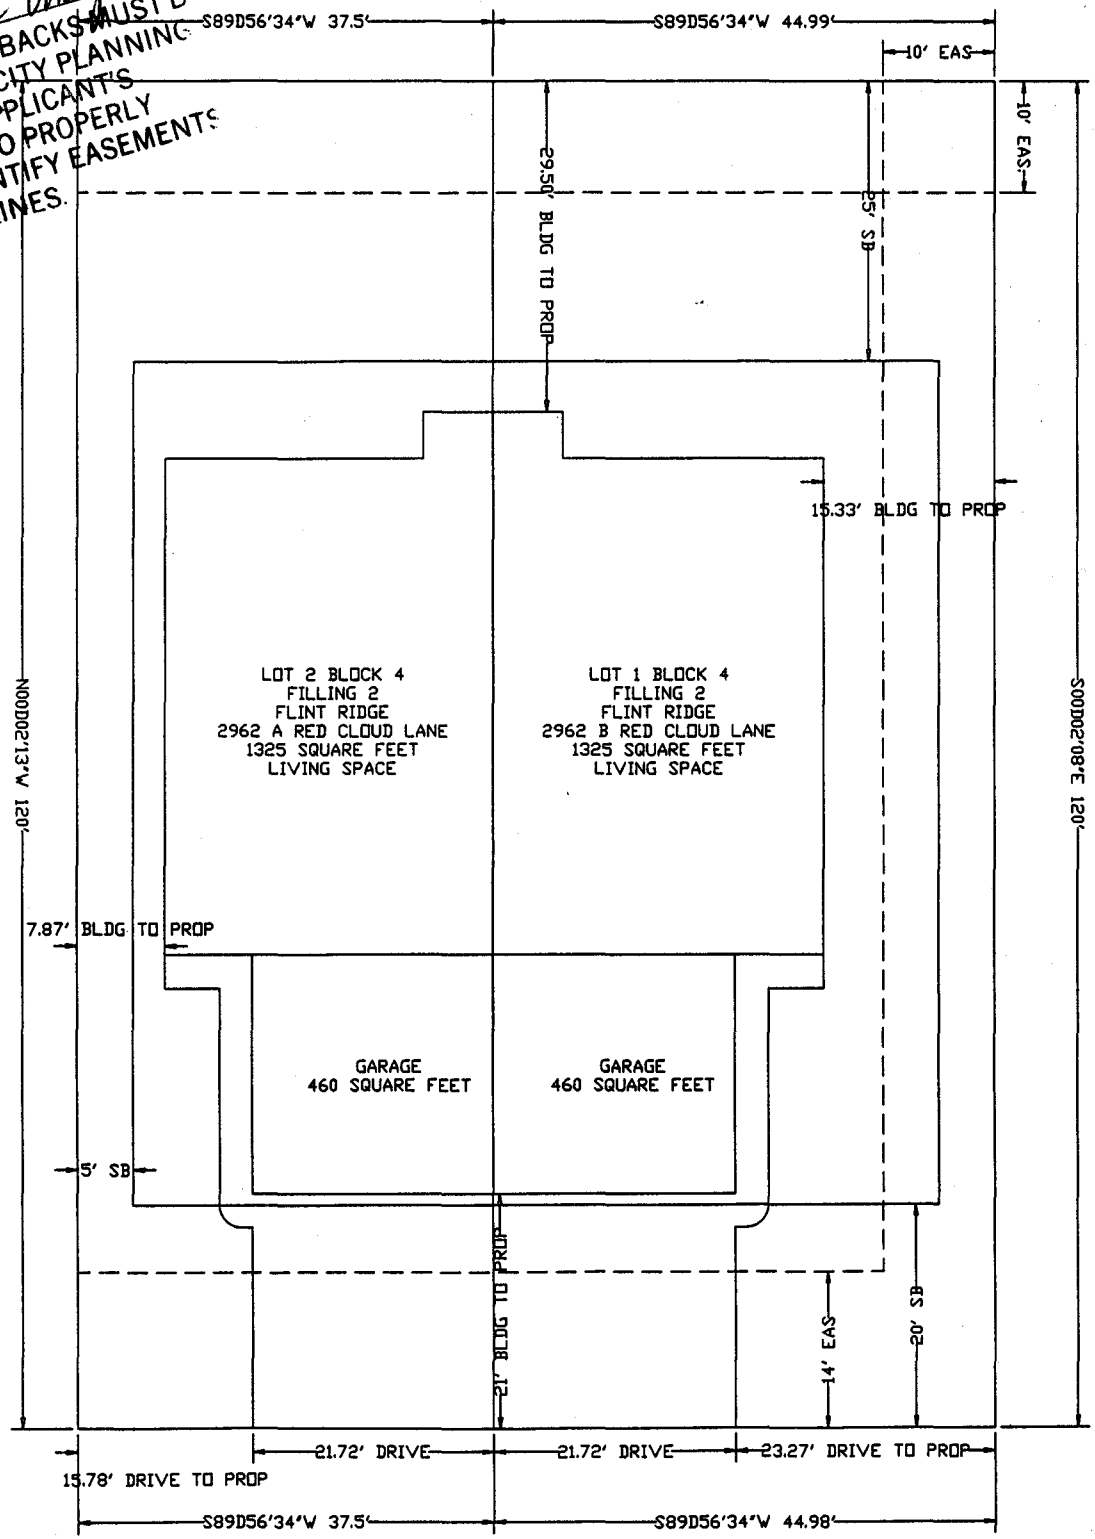 BACKS MUST B
CITY PLANNING
PPLICANT'S
O PROPERLY
NTIFY EASEMENTS
INES.
S89D56'34"W 37.5'
S89D56'34"W 44.99'
10' EAS
10' EAS.
29.50' BLDG TO PROP
25' SB
15.33' BLDG TO PROP
N00D02'13"W 120'
S00D02'08"E 120'
LOT 2 BLOCK 4
FILLING 2
FLINT RIDGE
2962 A RED CLOUD LANE
1325 SQUARE FEET
LIVING SPACE
LOT 1 BLOCK 4
FILLING 2
FLINT RIDGE
2962 B RED CLOUD LANE
1325 SQUARE FEET
LIVING SPACE
7.87' BLDG TO PROP
GARAGE
460 SQUARE FEET
GARAGE
460 SQUARE FEET
5' SB
21' BLDG TO PROP
14' EAS
20' SB
21.72' DRIVE
21.72' DRIVE
23.27' DRIVE TO PROP
15.78' DRIVE TO PROP
S89D56'34"W 37.5'
S89D56'34"W 44.98'